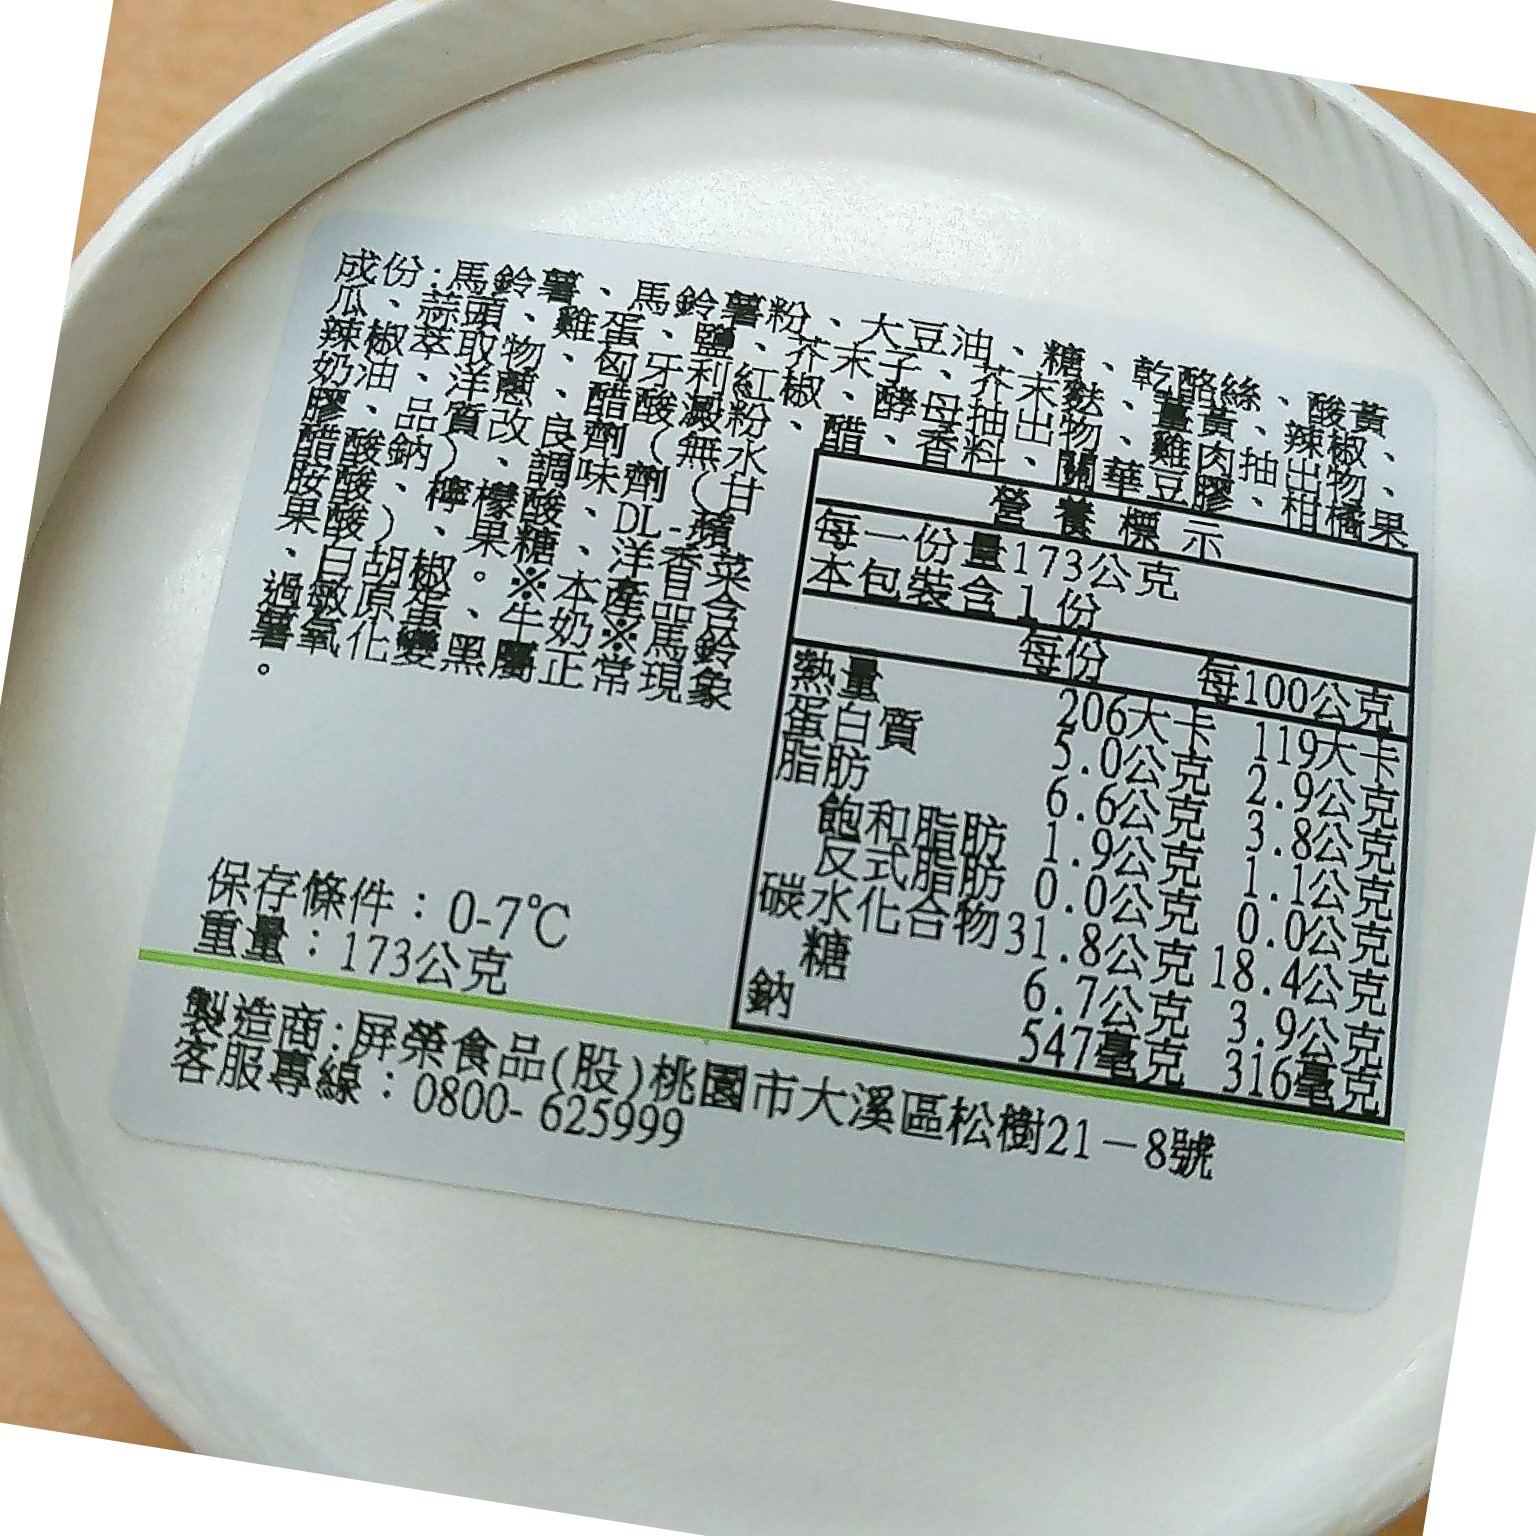 成份:馬鈴薯、馬鈴薯粉、大豆油、糖、乾酪絲、酸黃
瓜、蒜頭、雞蛋、鹽、芥末子、芥末麩、薑黃、辣椒、
辣椒萃取物、匈牙利紅椒、酵母抽出物、雞肉抽出物、
奶油、洋蔥、醋酸澱粉、醋、香料、關華豆膠、柑橘果
膠、品質改良劑(無水
醋酸鈉)、調味劑(甘
胺酸、檸檬酸、DL-蘋
果酸)、果糖、洋香菜
、白胡椒。※本產品含
過敏原蛋、牛奶※馬鈴
薯氧化變黑屬正常現象
。
營養標示
每一份量173公克
本包裝含1份
每份 每100公克
熱量 206大卡 119大卡
蛋白質 5.0公克 2.9公克
脂肪 6.6公克 3.8公克
飽和脂肪 1.9公克 1.1公克
反式脂肪 0.0公克 0.0公克
碳水化合物 31.8公克 18.4公克
糖 6.7公克 3.9公克
鈉 547毫克 316毫克
保存條件：0-7℃
重量：173公克
製造商:屏榮食品(股)桃園市大溪區松樹21－8號
客服專線：0800-625999